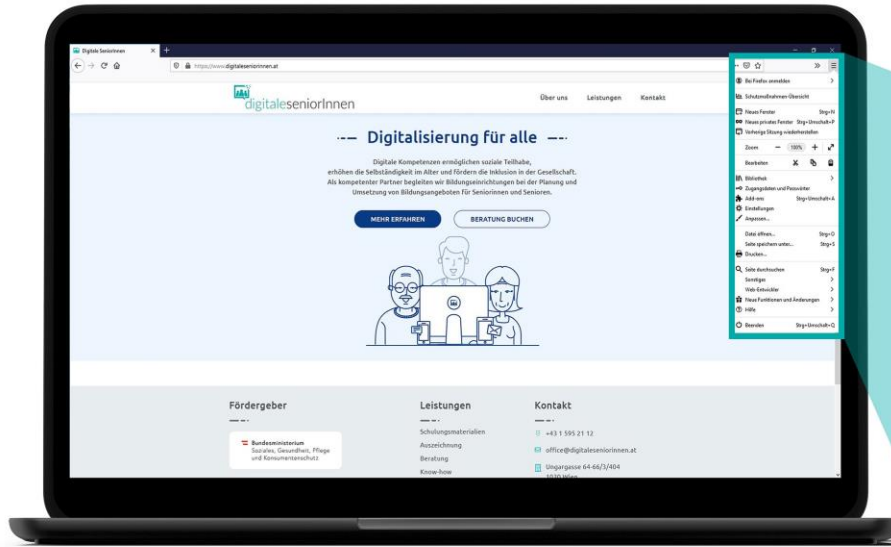 Digitale SeniorInnen
https://www.digitaleseniorinnen.at
digitaleseniorInnen
Über uns
Leistungen
Kontakt
Digitalisierung für alle
Digitale Kompetenzen ermöglichen soziale Teilhabe,
erhöhen die Selbständigkeit im Alter und fördern die Inklusion in der Gesellschaft.
Als kompetenter Partner begleiten wir Bildungseinrichtungen bei der Planung und
Umsetzung von Bildungsangeboten für Seniorinnen und Senioren.
MEHR ERFAHREN
BERATUNG BUCHEN
Bei Firefox anmelden
Schutzmaßnahmen-Übersicht
Neues Fenster Strg+N
Neues privates Fenster Strg+Umschalt+P
Vorherige Sitzung wiederherstellen
Zoom 100%
Bearbeiten
Bibliothek
Zugangsdaten und Passwörter
Add-ons Strg+Umschalt+A
Einstellungen
Anpassen...
Datei öffnen... Strg+O
Seite speichern unter... Strg+S
Drucken...
Seite durchsuchen Strg+F
Sonstiges
Web-Entwickler
Neue Funktionen und Änderungen
Hilfe
Beenden Strg+Umschalt+Q
Fördergeber
Bundesministerium
Soziales, Gesundheit, Pflege
und Konsumentenschutz
Leistungen
Schulungsmaterialien
Auszeichnung
Beratung
Know-how
Kontakt
+43 1 595 21 12
office@digitaleseniorinnen.at
Ungargasse 64-66/3/404
1030 Wien